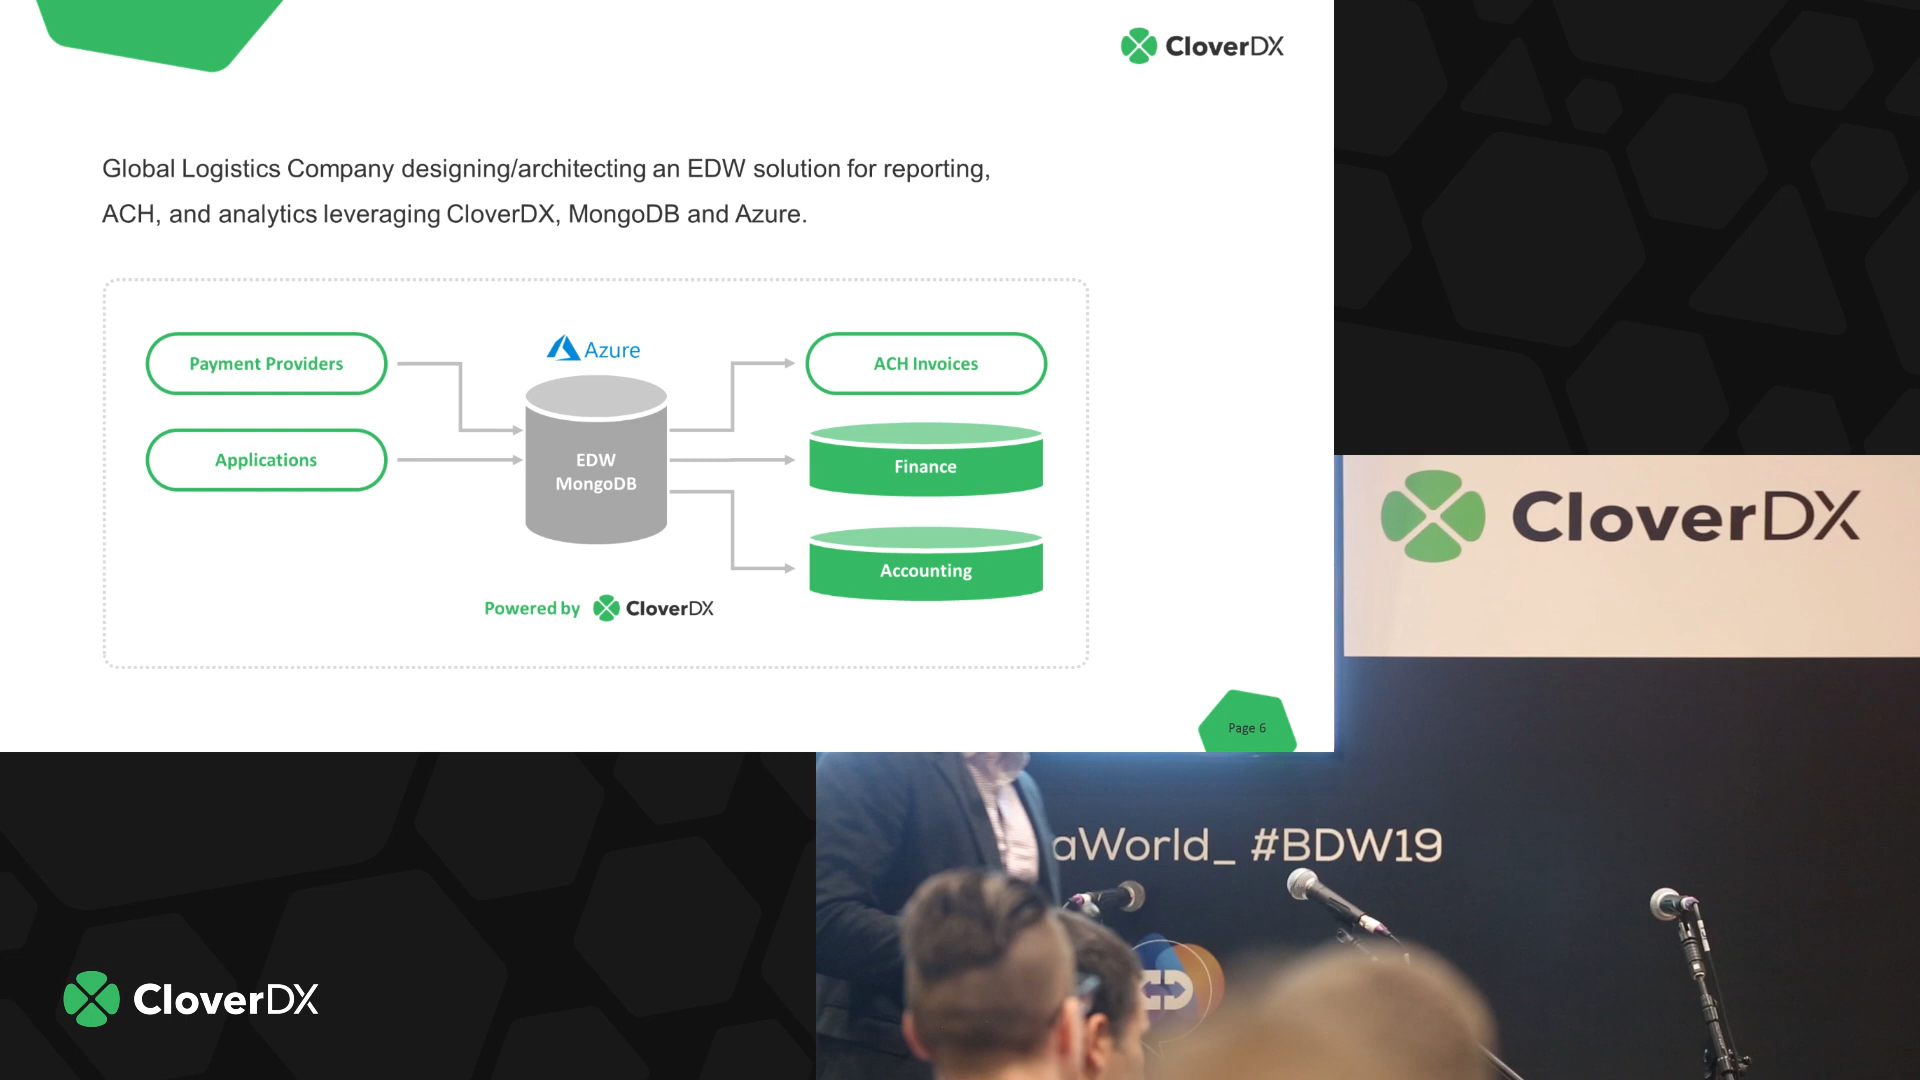 CloverDX
Global Logistics Company designing/architecting an EDW solution for reporting,
ACH, and analytics leveraging CloverDX, MongoDB and Azure.
Payment Providers
Applications
Azure
EDW
MongoDB
ACH Invoices
Finance
Accounting
Powered by CloverDX
Page 6
CloverDX
aWorld_ #BDW19
CloverDX